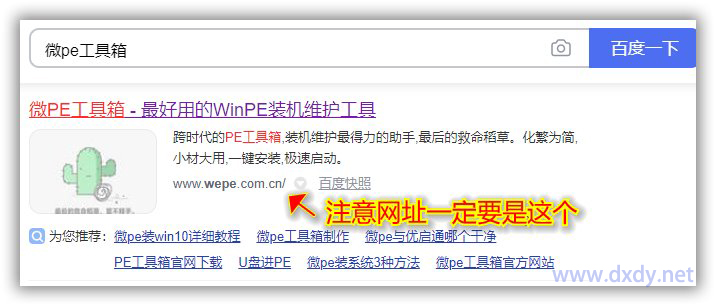 微pe工具箱
百度一下
微PE工具箱 - 最好用的WinPE装机维护工具
跨时代的PE工具箱,装机维护最得力的助手,最后的救命稻草。化繁为简,
小材大用,一键安装,极速启动。
www.wepe.com.cn/ 百度快照
注意网址一定要是这个
为您推荐: 微pe装win10详细教程 微pe工具箱制作 微pe与优启通哪个干净
PE工具箱官网下载 U盘进PE 微pe装系统3种方法 微pe工具箱官方网站
www.dxdy.net